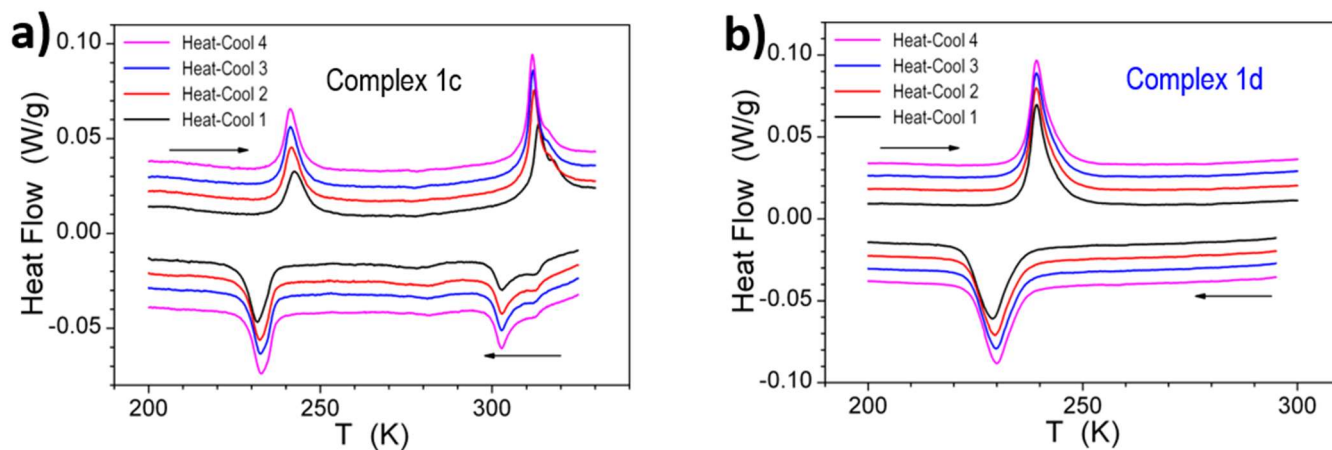 a)
Heat-Cool 4
Heat-Cool 3
Heat-Cool 2
Heat-Cool 1
Complex 1c
0.10
0.05
0.00
-0.05
Heat Flow (W/g)
200
250
300
T (K)
b)
Heat-Cool 4
Heat-Cool 3
Heat-Cool 2
Heat-Cool 1
Complex 1d
0.10
0.05
0.00
-0.05
-0.10
Heat Flow (W/g)
200
250
300
T (K)